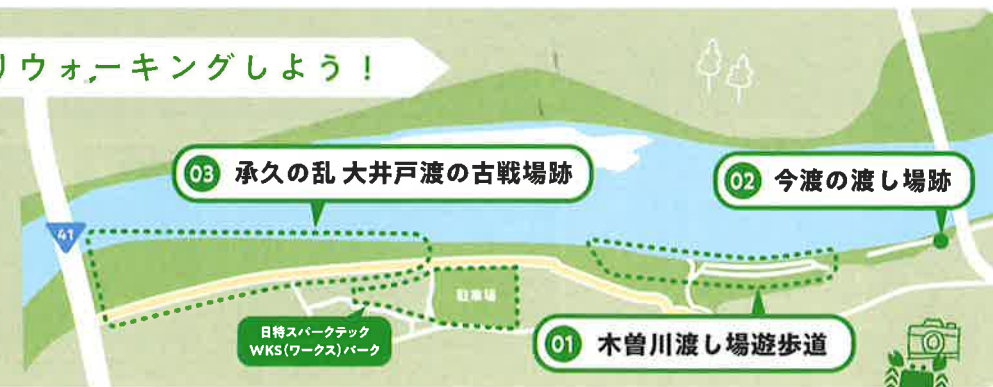 リウォーキングしよう！
03 承久の乱 大井戸渡の古戦場跡
02 今渡の渡し場跡
41
駐車場
日特スパークテック
WKS(ワークス)パーク
01 木曽川渡し場遊歩道